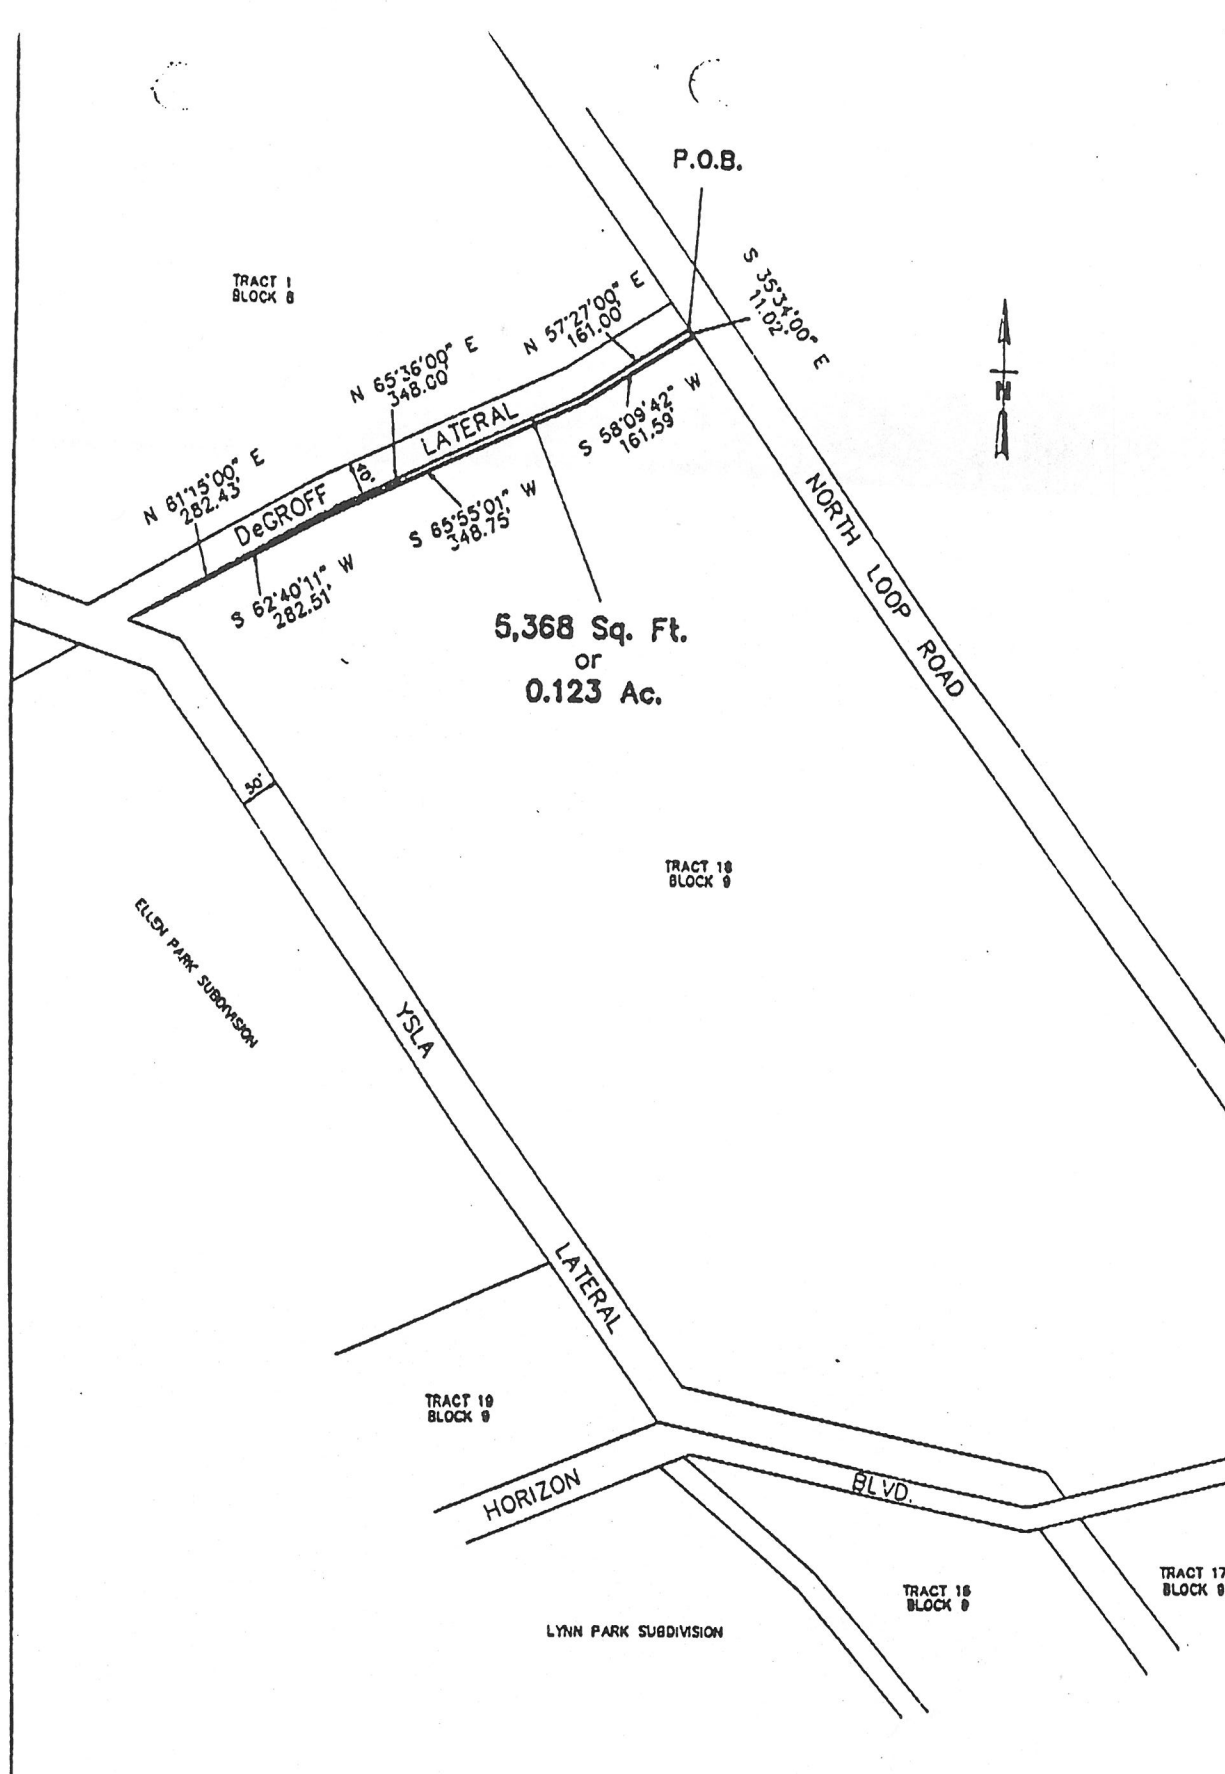 P.O.B.
S 35°34'00" E
11.02'
TRACT 1
BLOCK 8
N 57°27'00" E
161.00'
N 65°36'00" E
348.00'
N
LATERAL
S 58°09'42" W
161.59'
40'
N 61°15'00" E
282.43'
DeGROFF
S 65°55'01" W
348.75'
NORTH LOOP ROAD
S 62°40'11" W
282.51'
5,368 Sq. Ft.
or
0.123 Ac.
50'
TRACT 18
BLOCK 9
ELLEN PARK SUBDIVISION
YSLA
LATERAL
TRACT 19
BLOCK 9
HORIZON
BLVD.
TRACT 17
BLOCK 9
TRACT 16
BLOCK 9
LYNN PARK SUBDIVISION